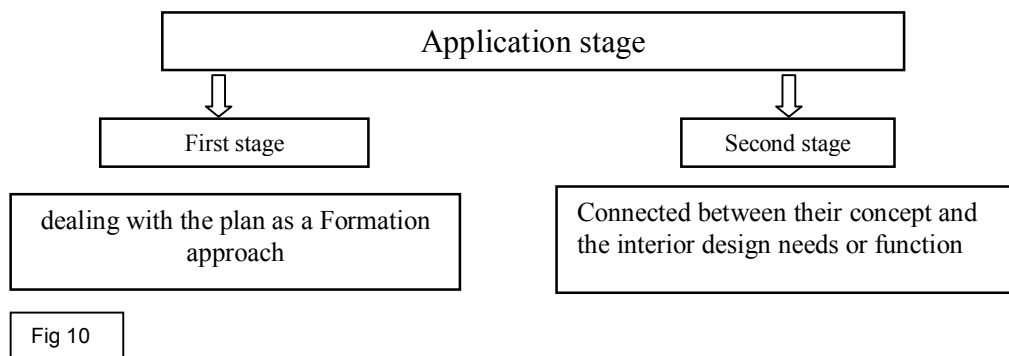 Application stage
First stage
Second stage
dealing with the plan as a Formation
approach
Connected between their concept and
the interior design needs or function
Fig 10